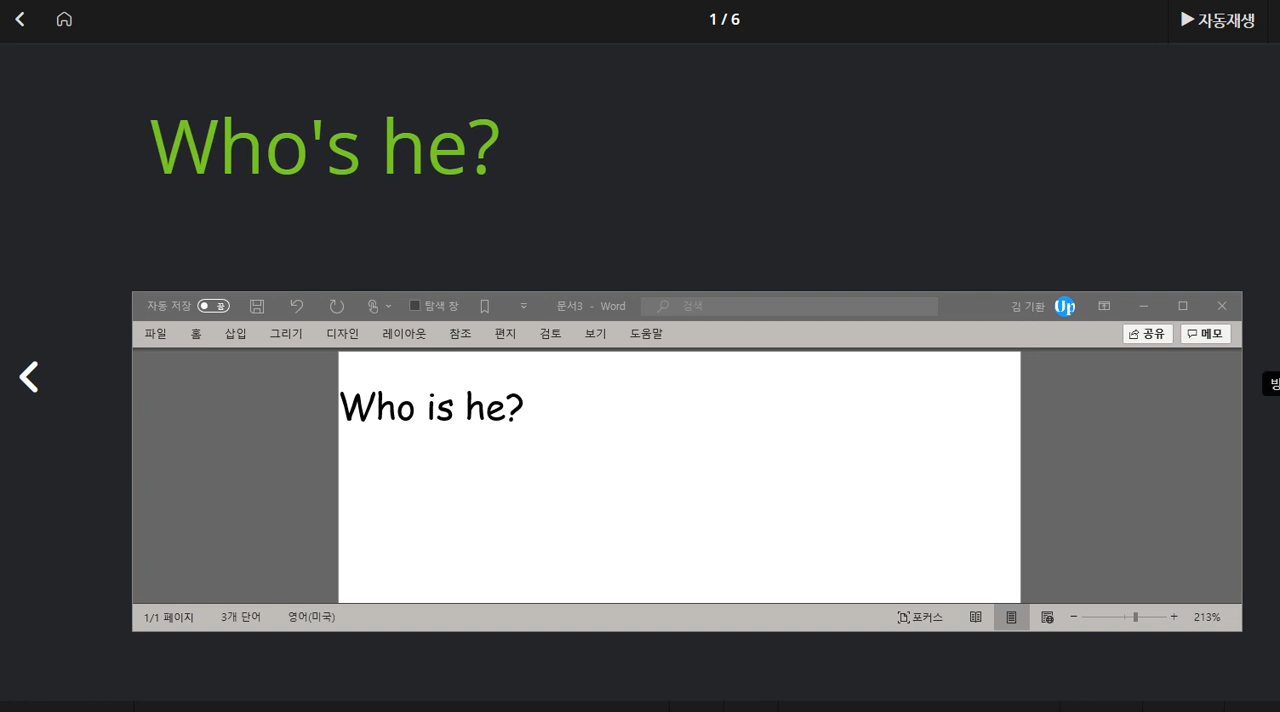 1 / 6
▶ 자동재생
Who's he?
자동 저장 끔 탐색 창 문서3 - Word 검색 김 기환 Up
파일 홈 삽입 그리기 디자인 레이아웃 참조 편지 검토 보기 도움말 공유 메모
Who is he?
1/1 페이지 3개 단어 영어(미국) 포커스 - + 213%